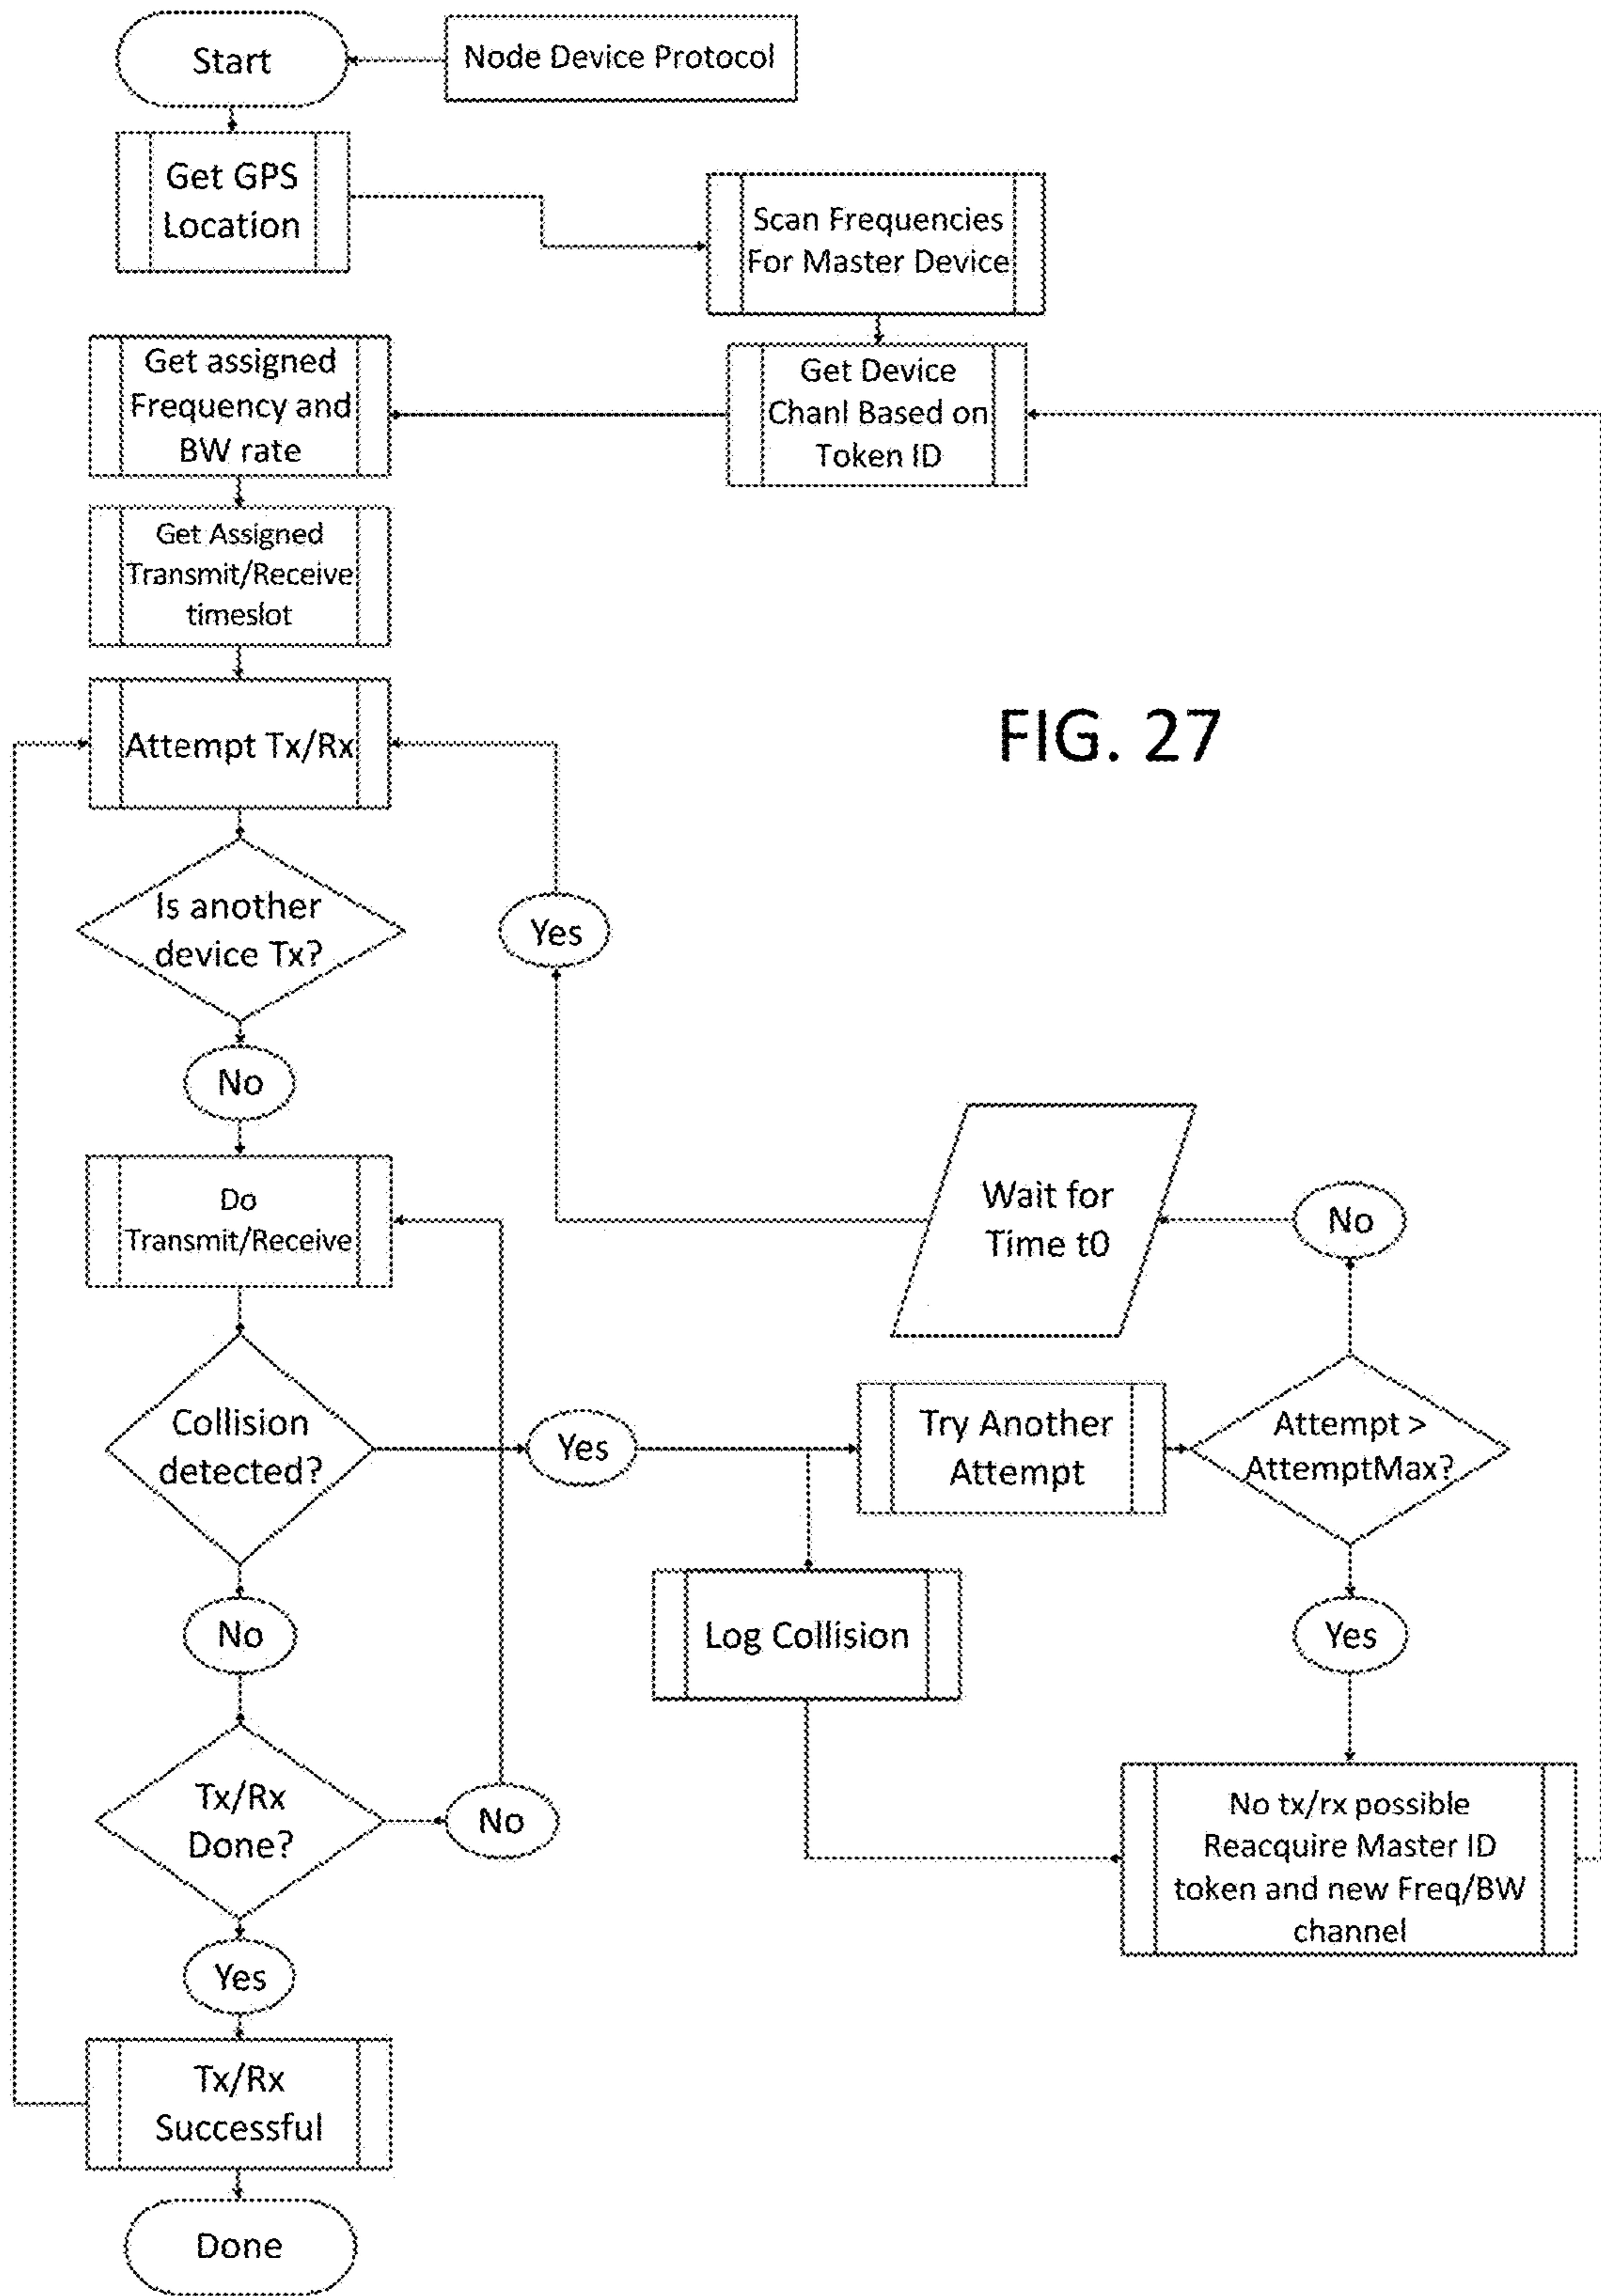 Start
Node Device Protocol
Get GPS
Location
Scan Frequencies
For Master Device
Get assigned
Frequency and
BW rate
Get Device
Chanl Based on
Token ID
Get Assigned
Transmit/Receive
timeslot
Attempt Tx/Rx
FIG. 27
Is another
device Tx?
Yes
No
Do
Transmit/Receive
Wait for
Time t0
No
Collision
detected?
Yes
Try Another
Attempt
Attempt >
AttemptMax?
No
Log Collision
Yes
Tx/Rx
Done?
No
No tx/rx possible
Reacquire Master ID
token and new Freq/BW
channel
Yes
Tx/Rx
Successful
Done